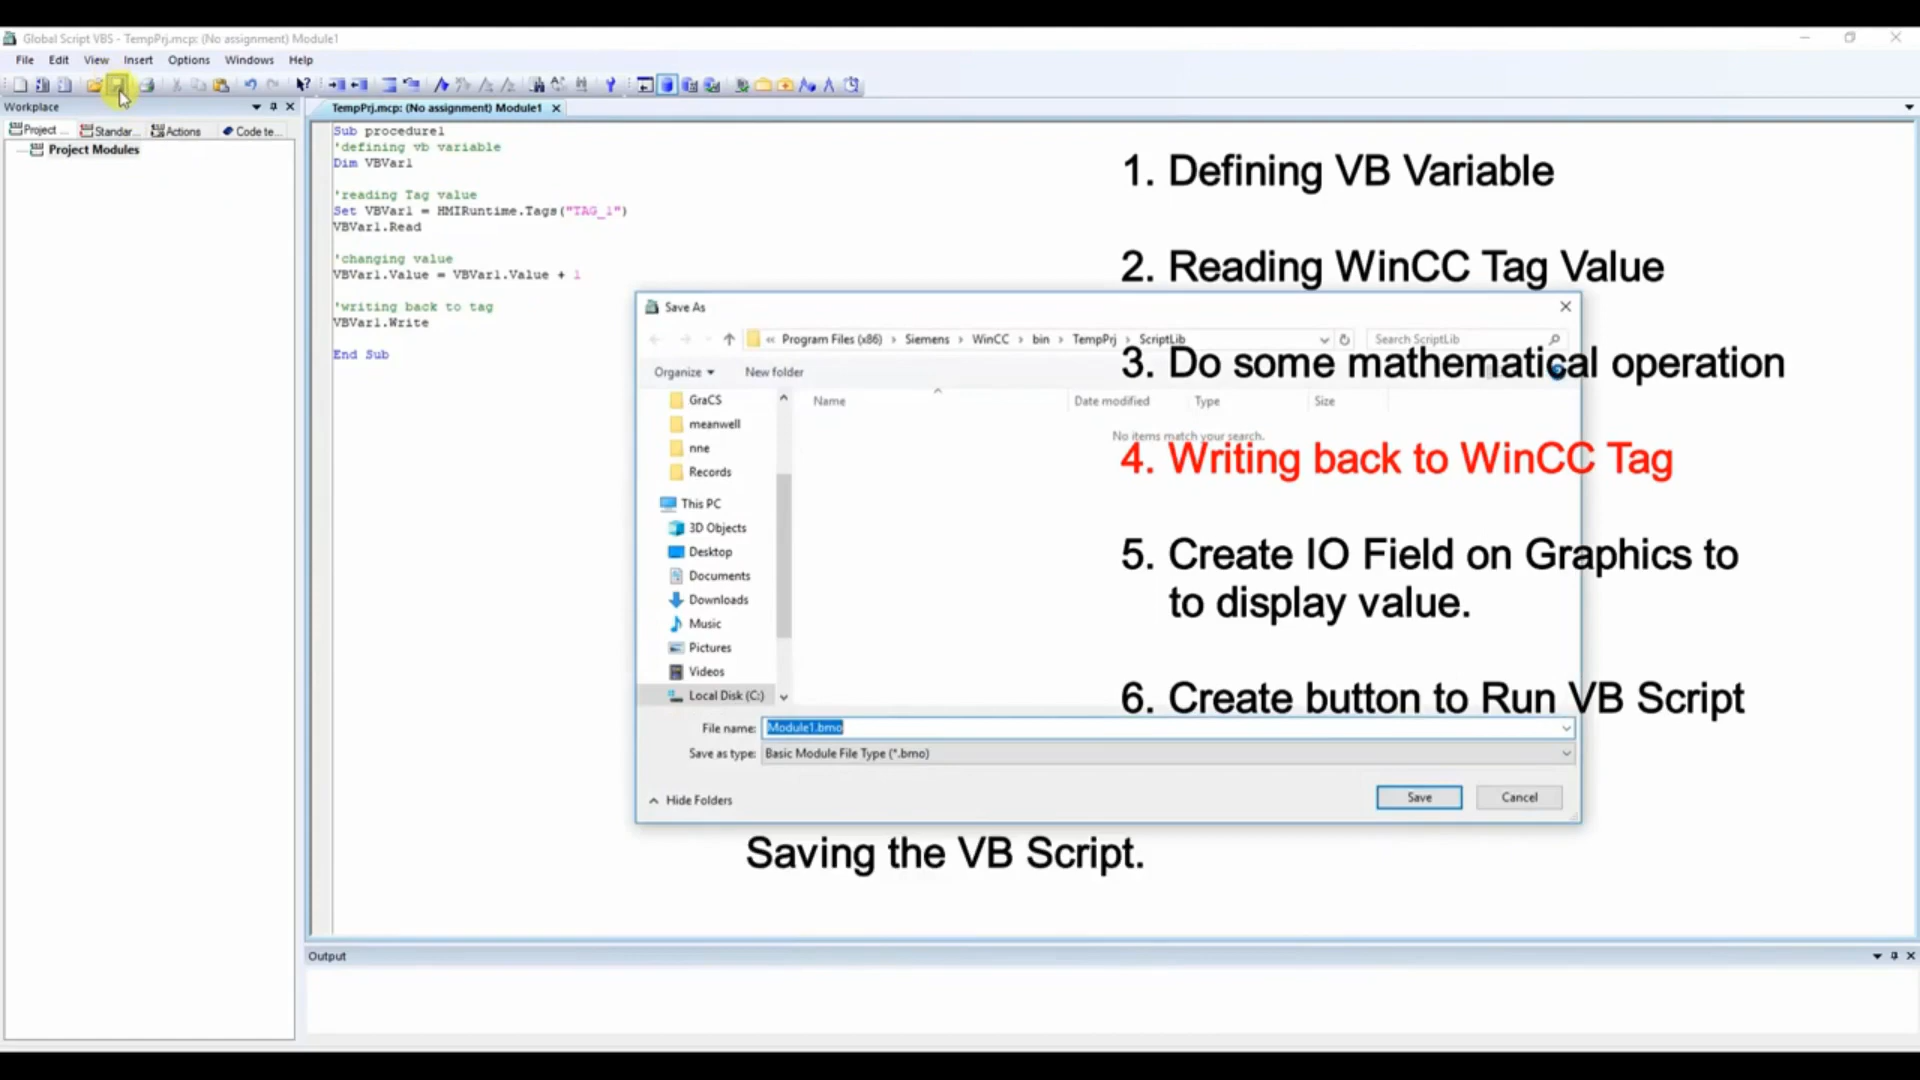 Global Script VBS - TempPrj.mcp: (No assignment) Module1
File Edit View Insert Options Windows Help
Workplace
TempPrj.mcp: (No assignment) Module1
Project ... Standar... Actions Code te...
Project Modules
Sub procedure1
'defining vb variable
Dim VBVar1
'reading Tag value
Set VBVar1 = HMIRuntime.Tags("TAG_1")
VBVar1.Read
'changing value
VBVar1.Value = VBVar1.Value + 1
'writing back to tag
VBVar1.Write
End Sub
1. Defining VB Variable
2. Reading WinCC Tag Value
3. Do some mathematical operation
4. Writing back to WinCC Tag
5. Create IO Field on Graphics to
to display value.
6. Create button to Run VB Script
Save As
« Program Files (x86) › Siemens › WinCC › bin › TempPrj › ScriptLib
Search ScriptLib
Organize New folder
Name Date modified Type Size
No items match your search.
GraCS
meanwell
nne
Records
This PC
3D Objects
Desktop
Documents
Downloads
Music
Pictures
Videos
Local Disk (C:)
File name: Module1.bmo
Save as type: Basic Module File Type (*.bmo)
Hide Folders
Save Cancel
Saving the VB Script.
Output